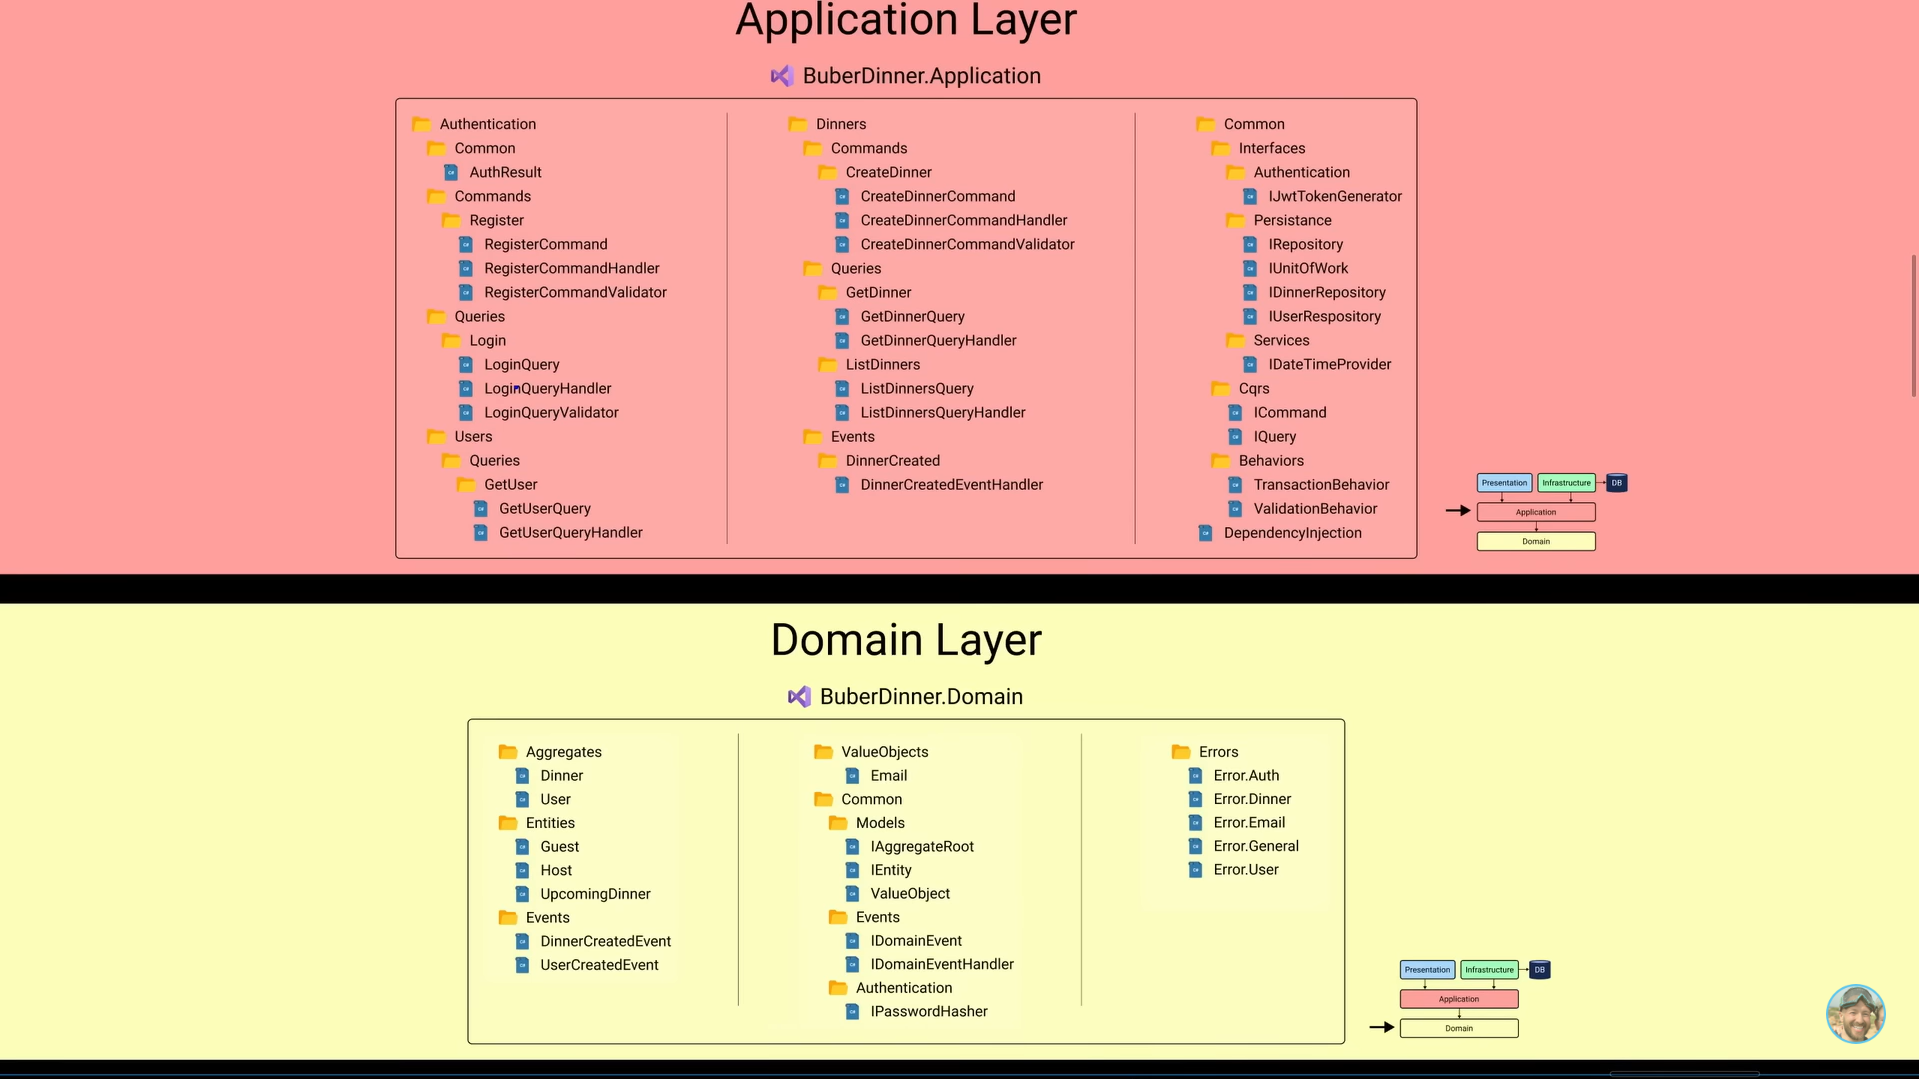 Application Layer
BuberDinner.Application
Authentication
Common
AuthResult
Commands
Register
RegisterCommand
RegisterCommandHandler
RegisterCommandValidator
Queries
Login
LoginQuery
LoginQueryHandler
LoginQueryValidator
Users
Queries
GetUser
GetUserQuery
GetUserQueryHandler
Dinners
Commands
CreateDinner
CreateDinnerCommand
CreateDinnerCommandHandler
CreateDinnerCommandValidator
Queries
GetDinner
GetDinnerQuery
GetDinnerQueryHandler
ListDinners
ListDinnersQuery
ListDinnersQueryHandler
Events
DinnerCreated
DinnerCreatedEventHandler
Common
Interfaces
Authentication
IJwtTokenGenerator
Persistance
IRepository
IUnitOfWork
IDinnerRepository
IUserRespository
Services
IDateTimeProvider
Cqrs
ICommand
IQuery
Behaviors
TransactionBehavior
ValidationBehavior
DependencyInjection
Presentation Infrastructure DB
Application
Domain
Domain Layer
BuberDinner.Domain
Aggregates
Dinner
User
Entities
Guest
Host
UpcomingDinner
Events
DinnerCreatedEvent
UserCreatedEvent
ValueObjects
Email
Common
Models
IAggregateRoot
IEntity
ValueObject
Events
IDomainEvent
IDomainEventHandler
Authentication
IPasswordHasher
Errors
Error.Auth
Error.Dinner
Error.Email
Error.General
Error.User
Presentation Infrastructure DB
Application
Domain